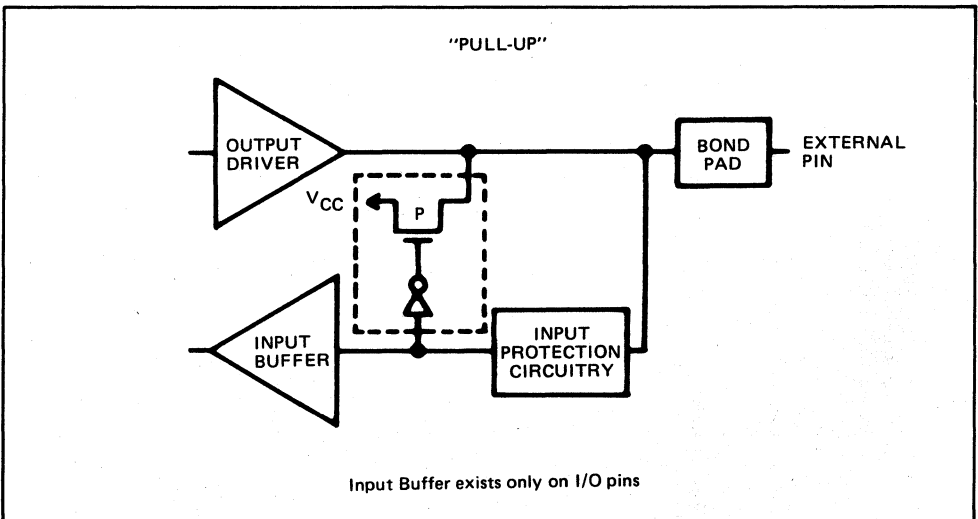 "PULL-UP"
OUTPUT
DRIVER
BOND
PAD
EXTERNAL
PIN
VCC
P
INPUT
BUFFER
INPUT
PROTECTION
CIRCUITRY
Input Buffer exists only on I/O pins